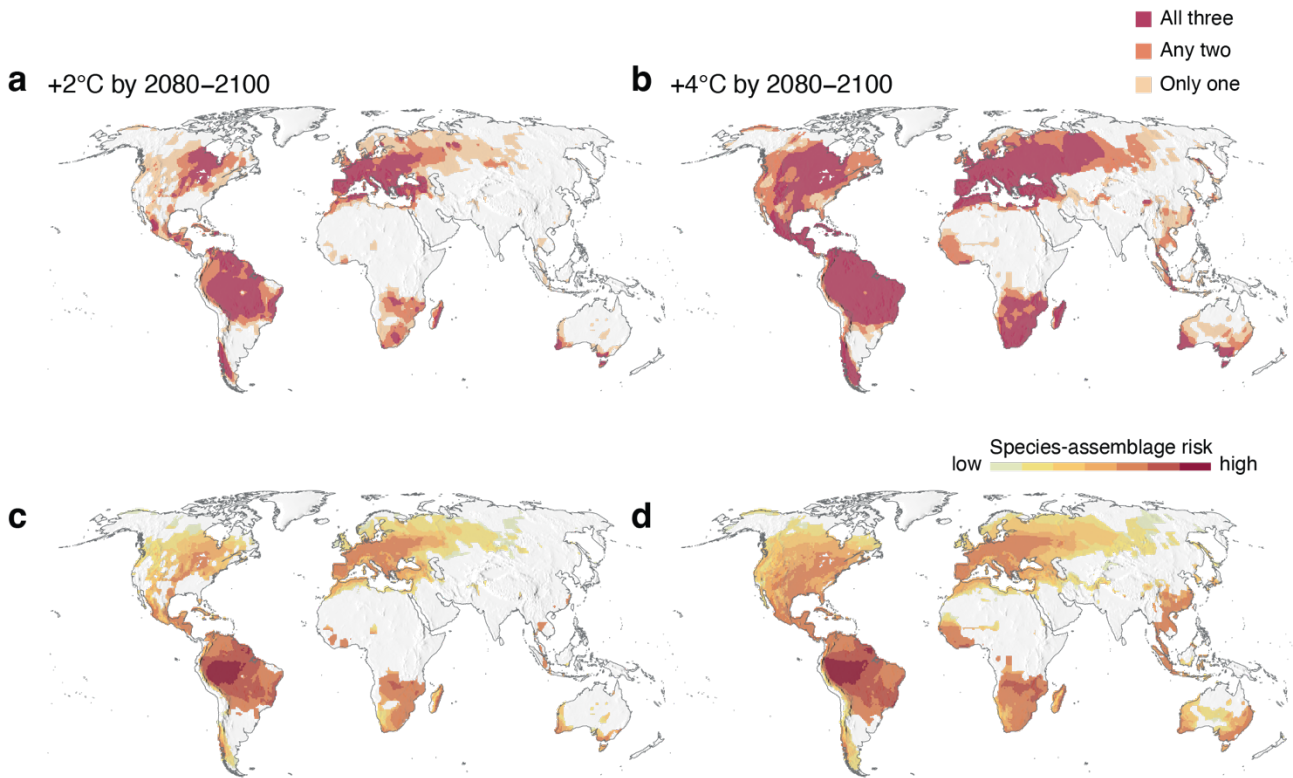 a +2°C by 2080–2100
b +4°C by 2080–2100
All three
Any two
Only one
Species-assemblage risk
low high
c
d